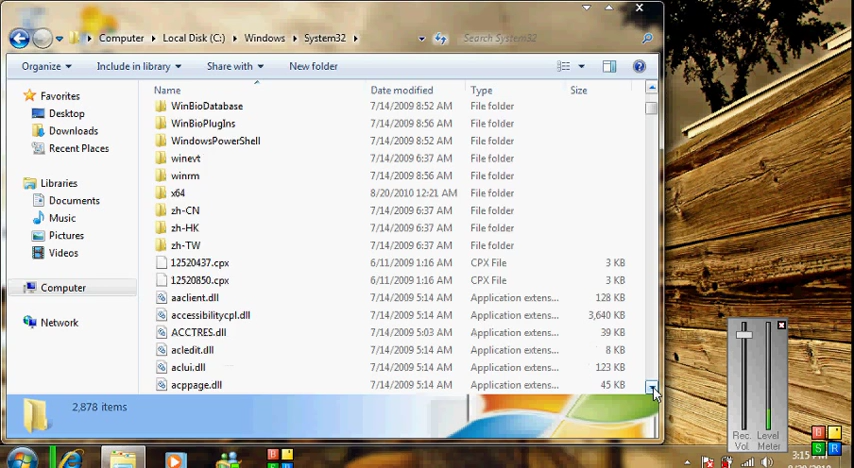 Computer Local Disk (C:) Windows System32 Search System32
Organize Include in library Share with New folder
Favorites
Desktop
Downloads
Recent Places
Libraries
Documents
Music
Pictures
Videos
Computer
Network
Name Date modified Type Size
WinBioDatabase 7/14/2009 8:52 AM File folder
WinBioPlugIns 7/14/2009 8:52 AM File folder
WindowsPowerShell 7/14/2009 8:52 AM File folder
winevt 7/14/2009 6:37 AM File folder
winrm 7/14/2009 8:56 AM File folder
x64 8/20/2010 12:21 AM File folder
zh-CN 7/14/2009 6:37 AM File folder
zh-HK 7/14/2009 6:37 AM File folder
zh-TW 7/14/2009 6:37 AM File folder
12520437.cpx 6/11/2009 1:16 AM CPX File 3 KB
12520850.cpx 6/11/2009 1:16 AM CPX File 3 KB
aaclient.dll 7/14/2009 5:14 AM Application extens... 128 KB
accessibilitycpl.dll 7/14/2009 5:14 AM Application extens... 3,640 KB
ACCTRES.dll 7/14/2009 5:03 AM Application extens... 39 KB
acledit.dll 7/14/2009 5:14 AM Application extens... 8 KB
aclui.dll 7/14/2009 5:14 AM Application extens... 123 KB
acppage.dll 7/14/2009 5:14 AM Application extens... 45 KB
2,878 items
Rec. Level
Vol Meter
B
S R
B
S R
3:15 PM